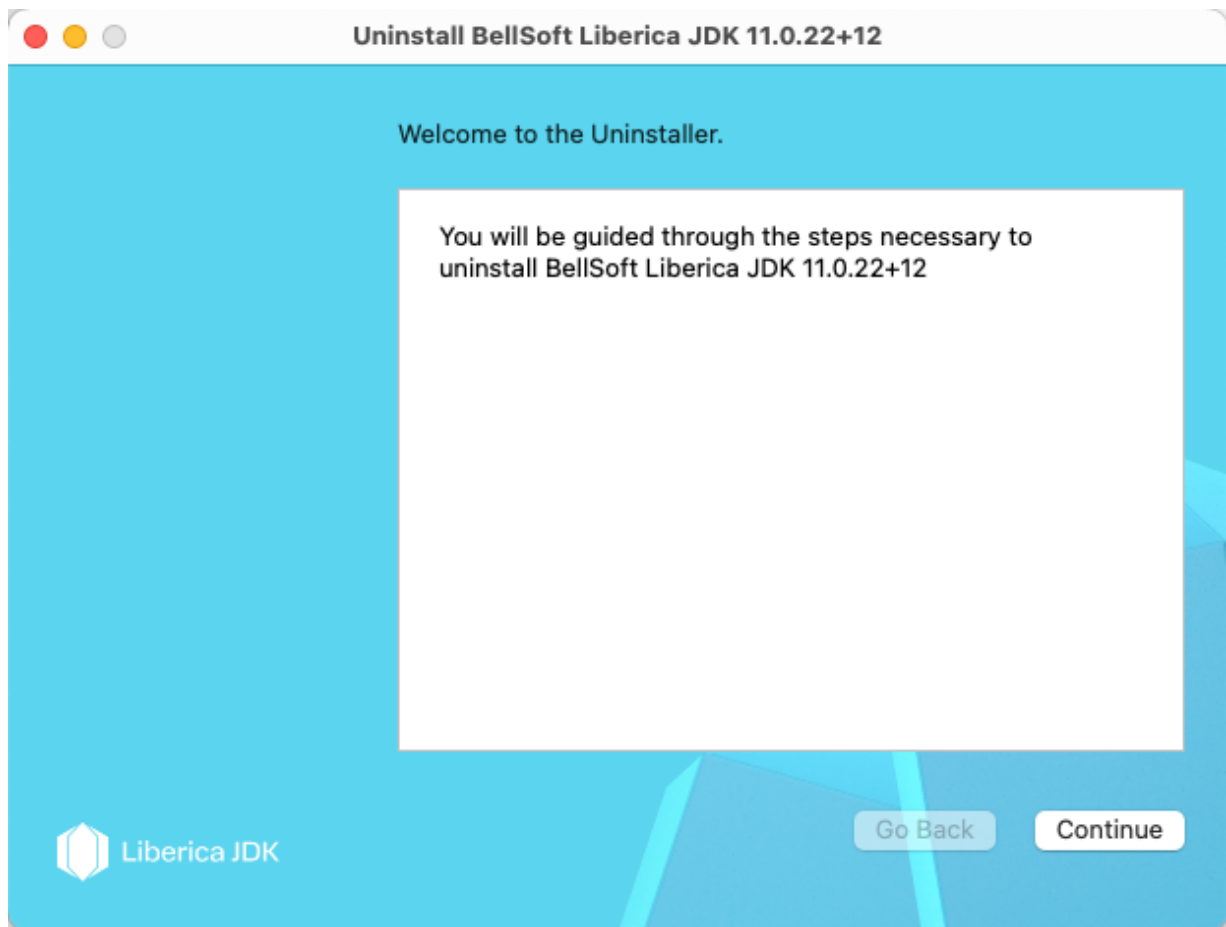 Uninstall BellSoft Liberica JDK 11.0.22+12
Welcome to the Uninstaller.
You will be guided through the steps necessary to
uninstall BellSoft Liberica JDK 11.0.22+12
Liberica JDK
Go Back
Continue